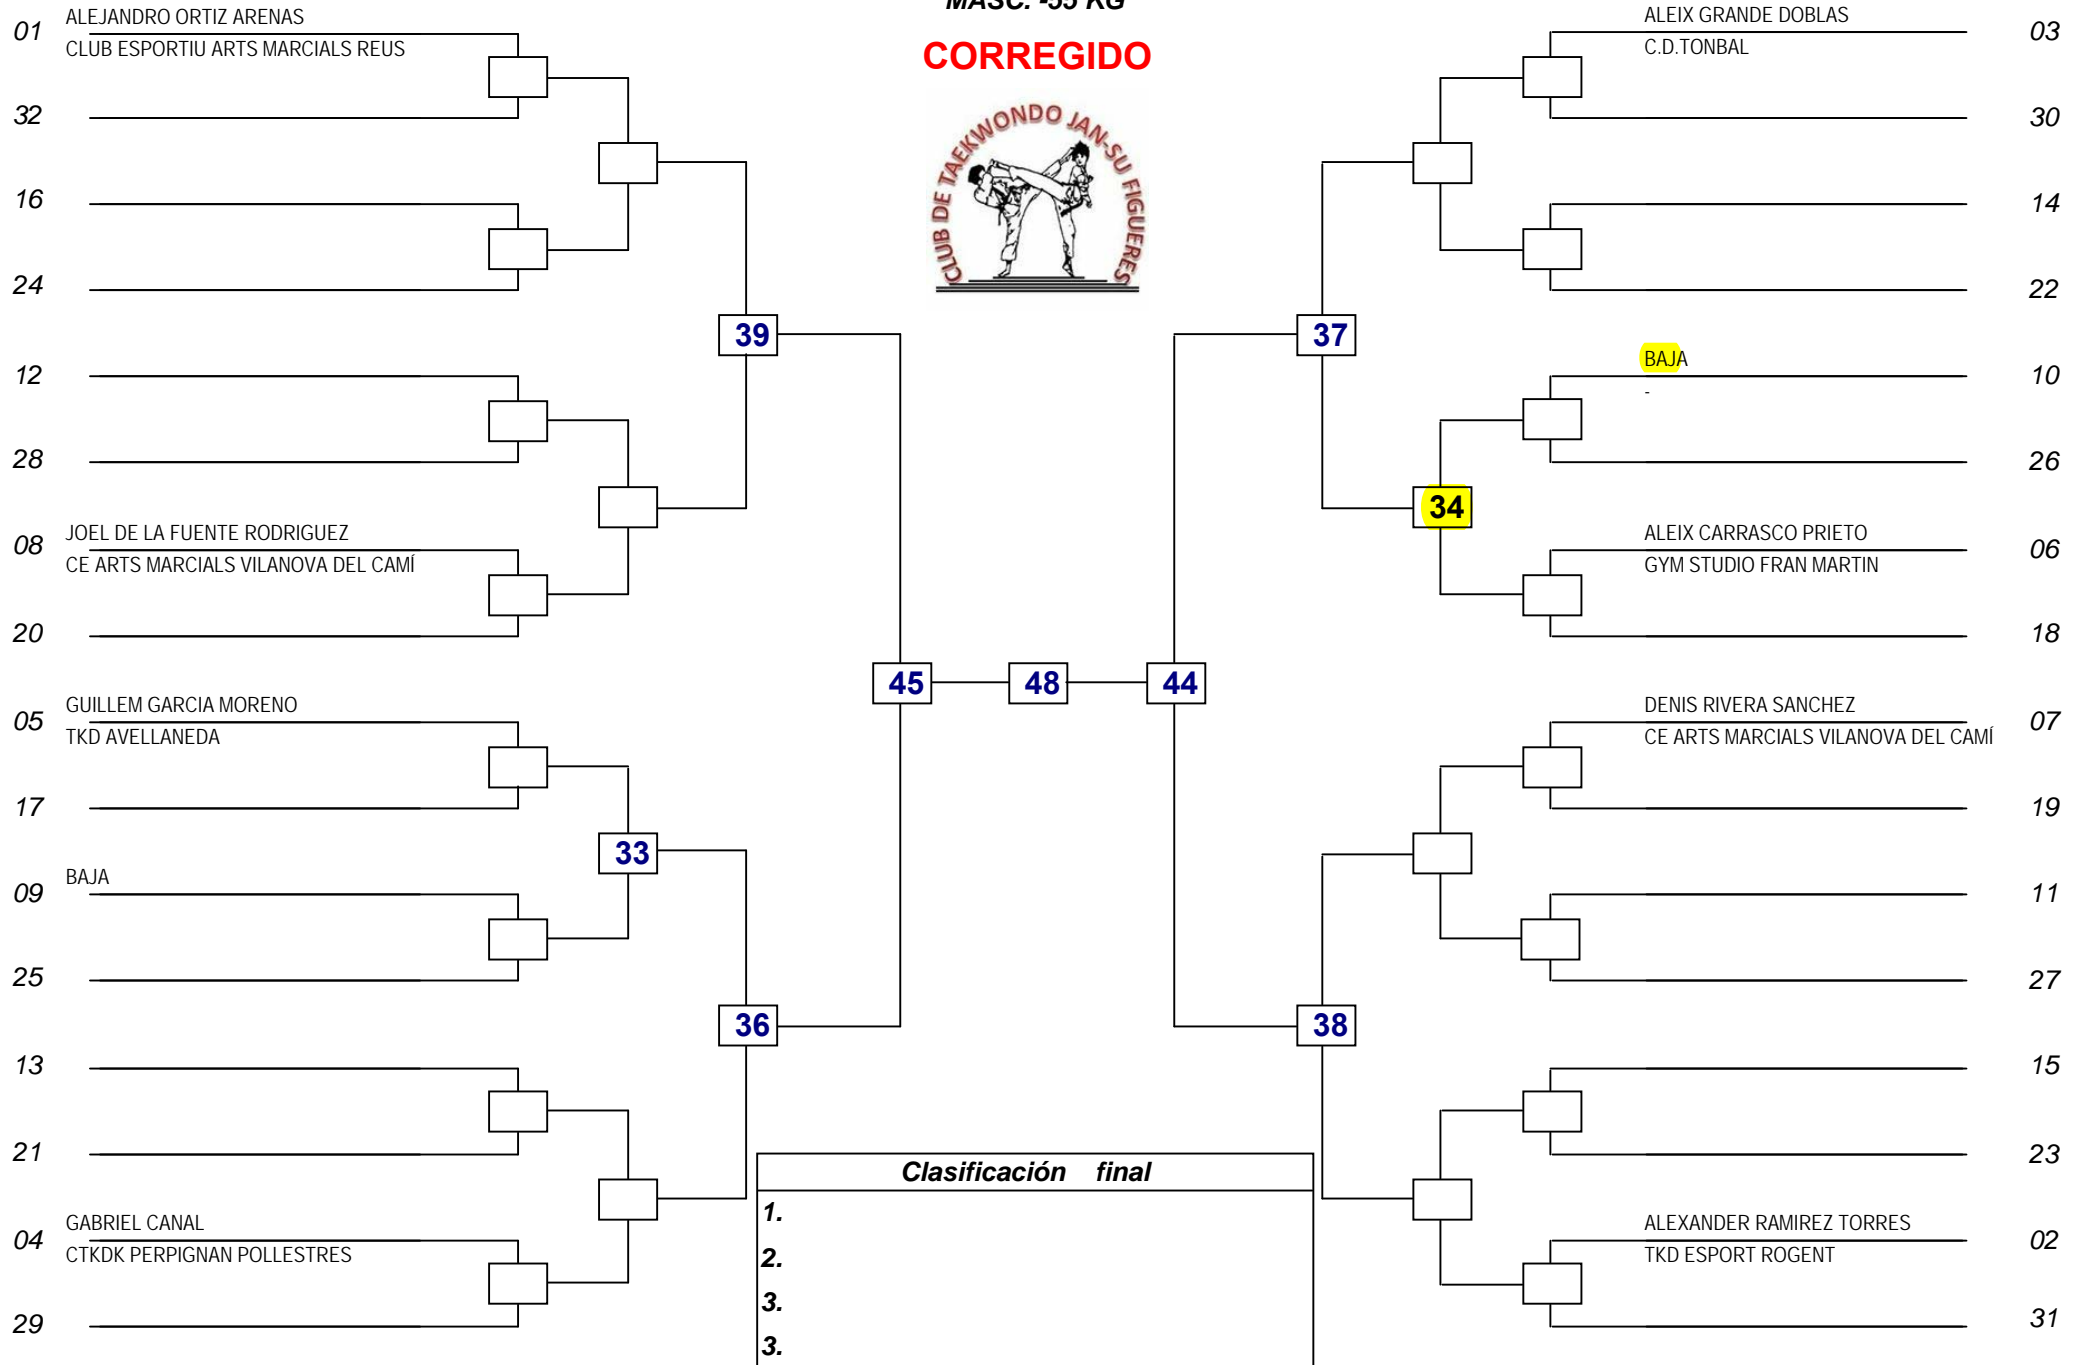 MASC. -55 KG
CORREGIDO
CLUB DE TAEKWONDO JAN-SU FIGUERES
01 ALEJANDRO ORTIZ ARENAS
CLUB ESPORTIU ARTS MARCIALS REUS
32
16
24
12
28
08 JOEL DE LA FUENTE RODRIGUEZ
CE ARTS MARCIALS VILANOVA DEL CAMÍ
20
05 GUILLEM GARCIA MORENO
TKD AVELLANEDA
17
09 BAJA
25
13
21
04 GABRIEL CANAL
CTKDK PERPIGNAN POLLESTRES
29
33
39
36
45
48
44
37
38
34
ALEIX GRANDE DOBLAS 03
C.D.TONBAL
30
14
22
BAJA 10
-
26
ALEIX CARRASCO PRIETO 06
GYM STUDIO FRAN MARTIN
18
DENIS RIVERA SANCHEZ 07
CE ARTS MARCIALS VILANOVA DEL CAMÍ
19
11
27
15
23
ALEXANDER RAMIREZ TORRES 02
TKD ESPORT ROGENT
31
Clasificación final
1.
2.
3.
3.